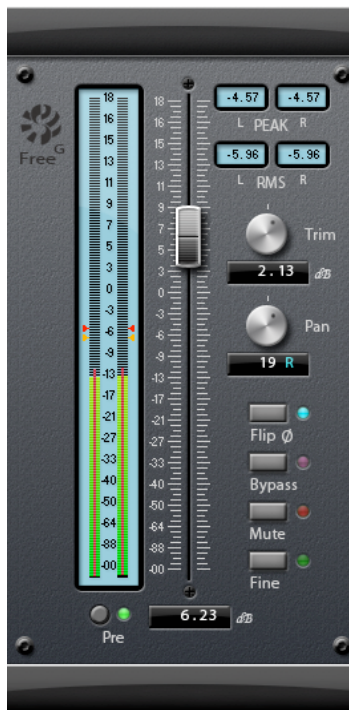 Free G
-4.57 -4.57
L PEAK R
-5.96 -5.96
L RMS R
Trim
2.13 dB
Pan
19 R
Flip Ø
Bypass
Mute
Fine
18 18
16 16
15 15
13 13
11 11
9 9
7 7
5 5
3 3
0 0
-3 -3
-6 -6
-9 -9
-13 -13
-17 -17
-21 -21
-27 -27
-33 -33
-40 -40
-50 -50
-64 -64
-88 -88
-00 -00
Pre
6.23 dB